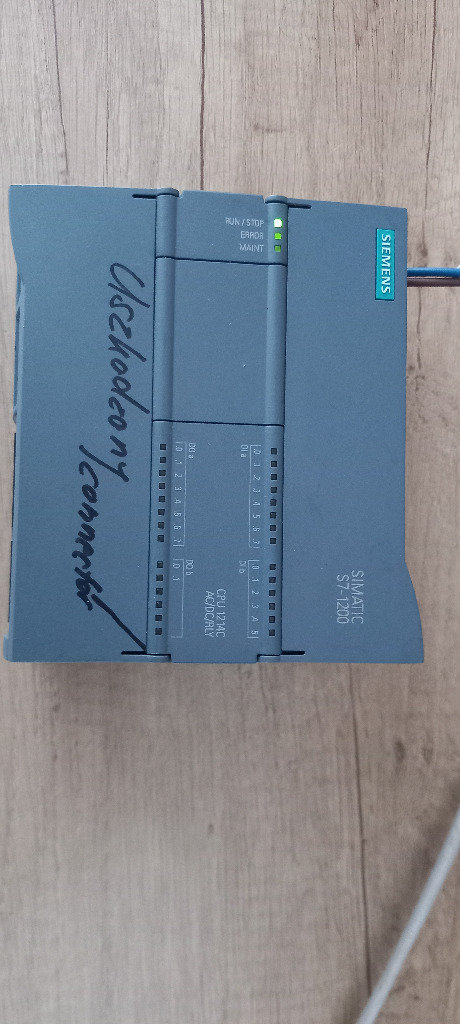 SIEMENS
SIMATIC
S7-1200
RUN / STOP
ERROR
MAINT
DI a
.0 .1 .2 .3 .4 .5 .6 .7
DI b
.0 .1 .2 .3 .4 .5
CPU 1214C
AC/DC/RLY
DQ a
.0 .1 .2 .3 .4 .5 .6 .7
DQ b
.0 .1
Uszkodzony
/connector